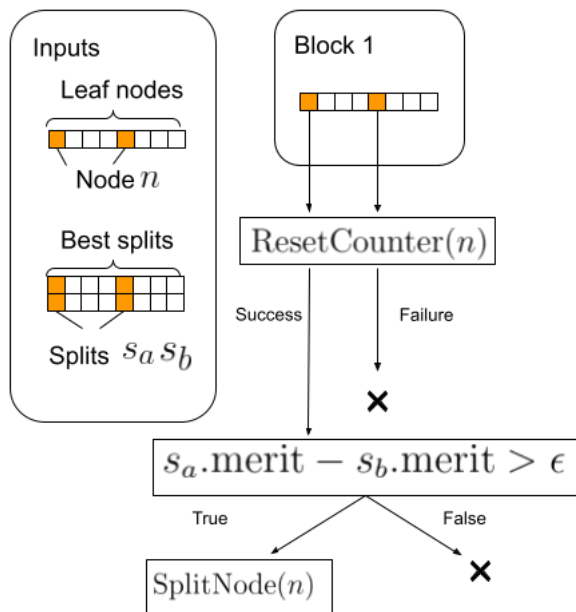 Inputs
Leaf nodes
Node n
Best splits
Splits s_a s_b
Block 1
ResetCounter(n)
Success
Failure
×
s_a.merit − s_b.merit > ϵ
True
False
SplitNode(n)
×